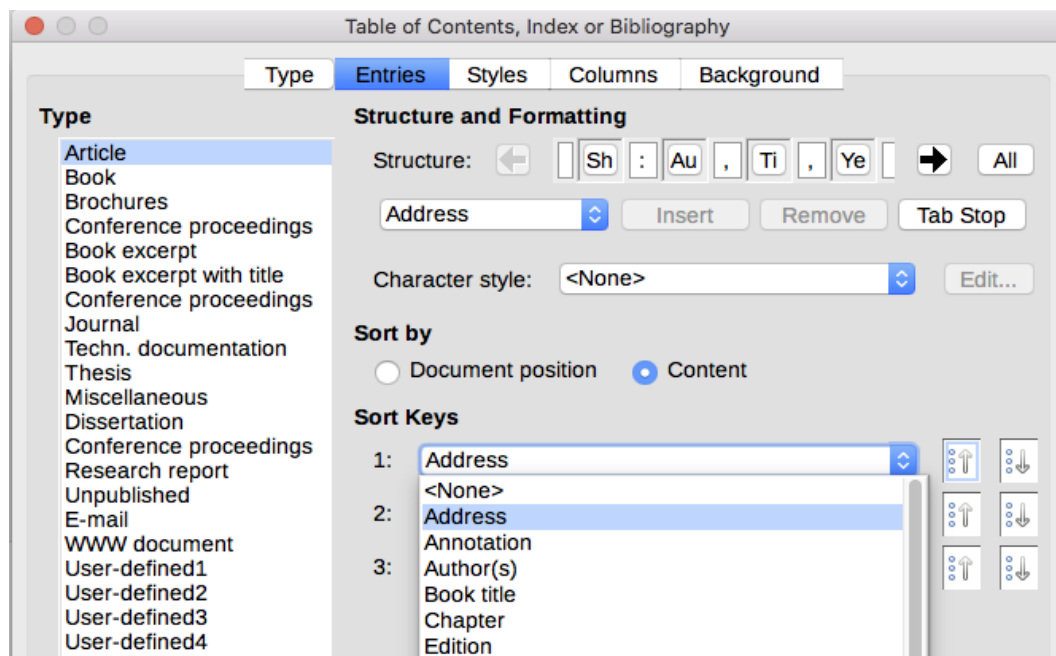 Table of Contents, Index or Bibliography
Type Entries Styles Columns Background
Type
Article
Book
Brochures
Conference proceedings
Book excerpt
Book excerpt with title
Conference proceedings
Journal
Techn. documentation
Thesis
Miscellaneous
Dissertation
Conference proceedings
Research report
Unpublished
E-mail
WWW document
User-defined1
User-defined2
User-defined3
User-defined4
Structure and Formatting
Structure: Sh : Au , Ti , Ye All
Address Insert Remove Tab Stop
Character style: <None> Edit...
Sort by
Document position Content
Sort Keys
1: Address
<None>
2: Address
Annotation
3: Author(s)
Book title
Chapter
Edition